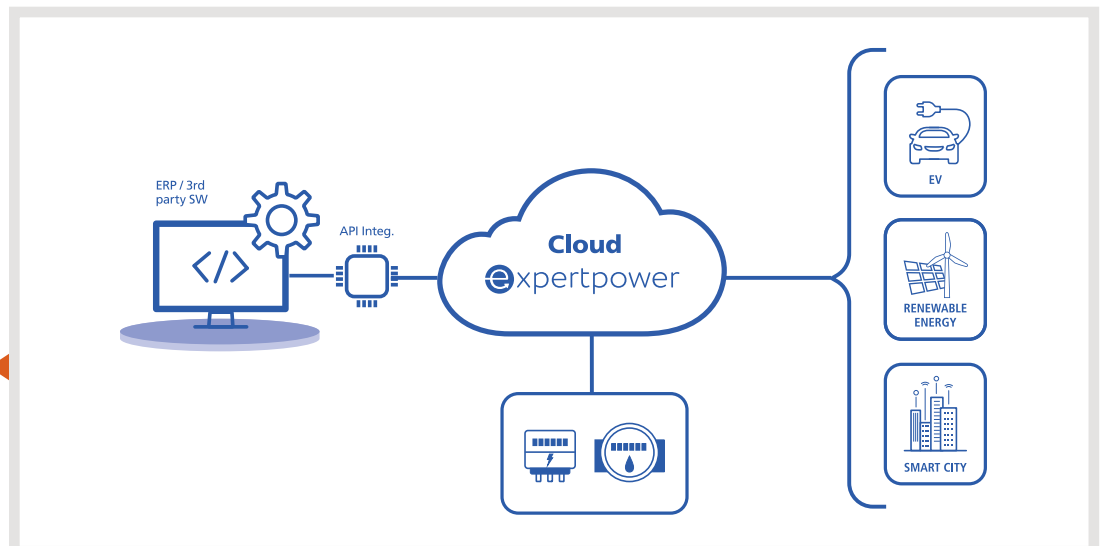 ERP / 3rd
party SW
API Integ.
</>
Cloud
expertpower
EV
RENEWABLE
ENERGY
SMART CITY